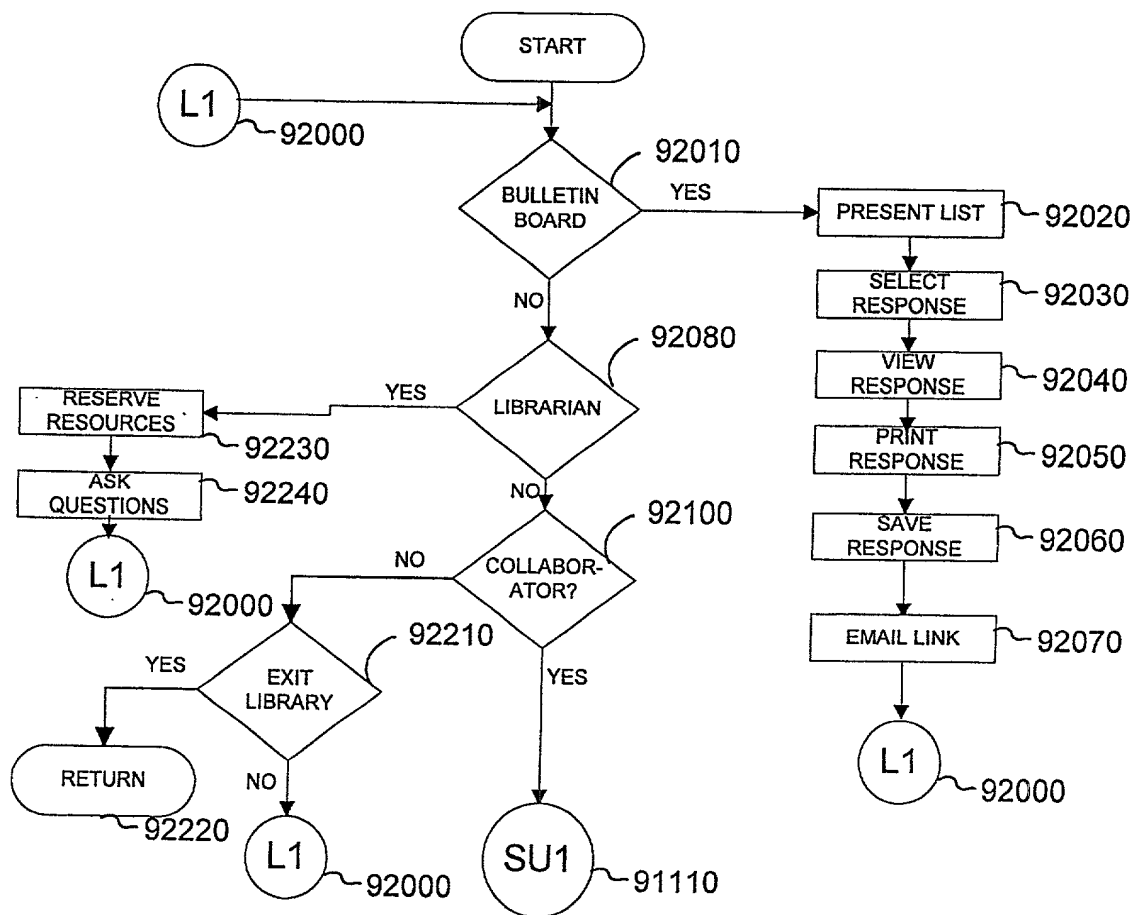 START
L1
92000
92010
BULLETIN
BOARD
YES
PRESENT LIST
92020
SELECT
RESPONSE
92030
NO
92080
VIEW
RESPONSE
92040
LIBRARIAN
YES
RESERVE
RESOURCES
92230
PRINT
RESPONSE
92050
ASK
QUESTIONS
92240
NO
92100
SAVE
RESPONSE
92060
L1
92000
NO
COLLABOR-
ATOR?
92210
EMAIL LINK
92070
YES
EXIT
LIBRARY
YES
L1
92000
RETURN
92220
NO
L1
92000
SU1
91110